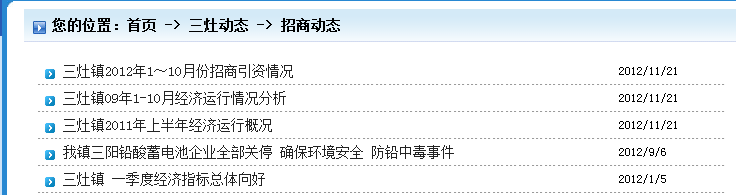 您的位置：首页 -> 三灶动态 -> 招商动态
三灶镇2012年1～10月份招商引资情况 2012/11/21
三灶镇09年1-10月经济运行情况分析 2012/11/21
三灶镇2011年上半年经济运行概况 2012/11/21
我镇三阳铅酸蓄电池企业全部关停 确保环境安全 防铅中毒事件 2012/9/6
三灶镇 一季度经济指标总体向好 2012/1/5